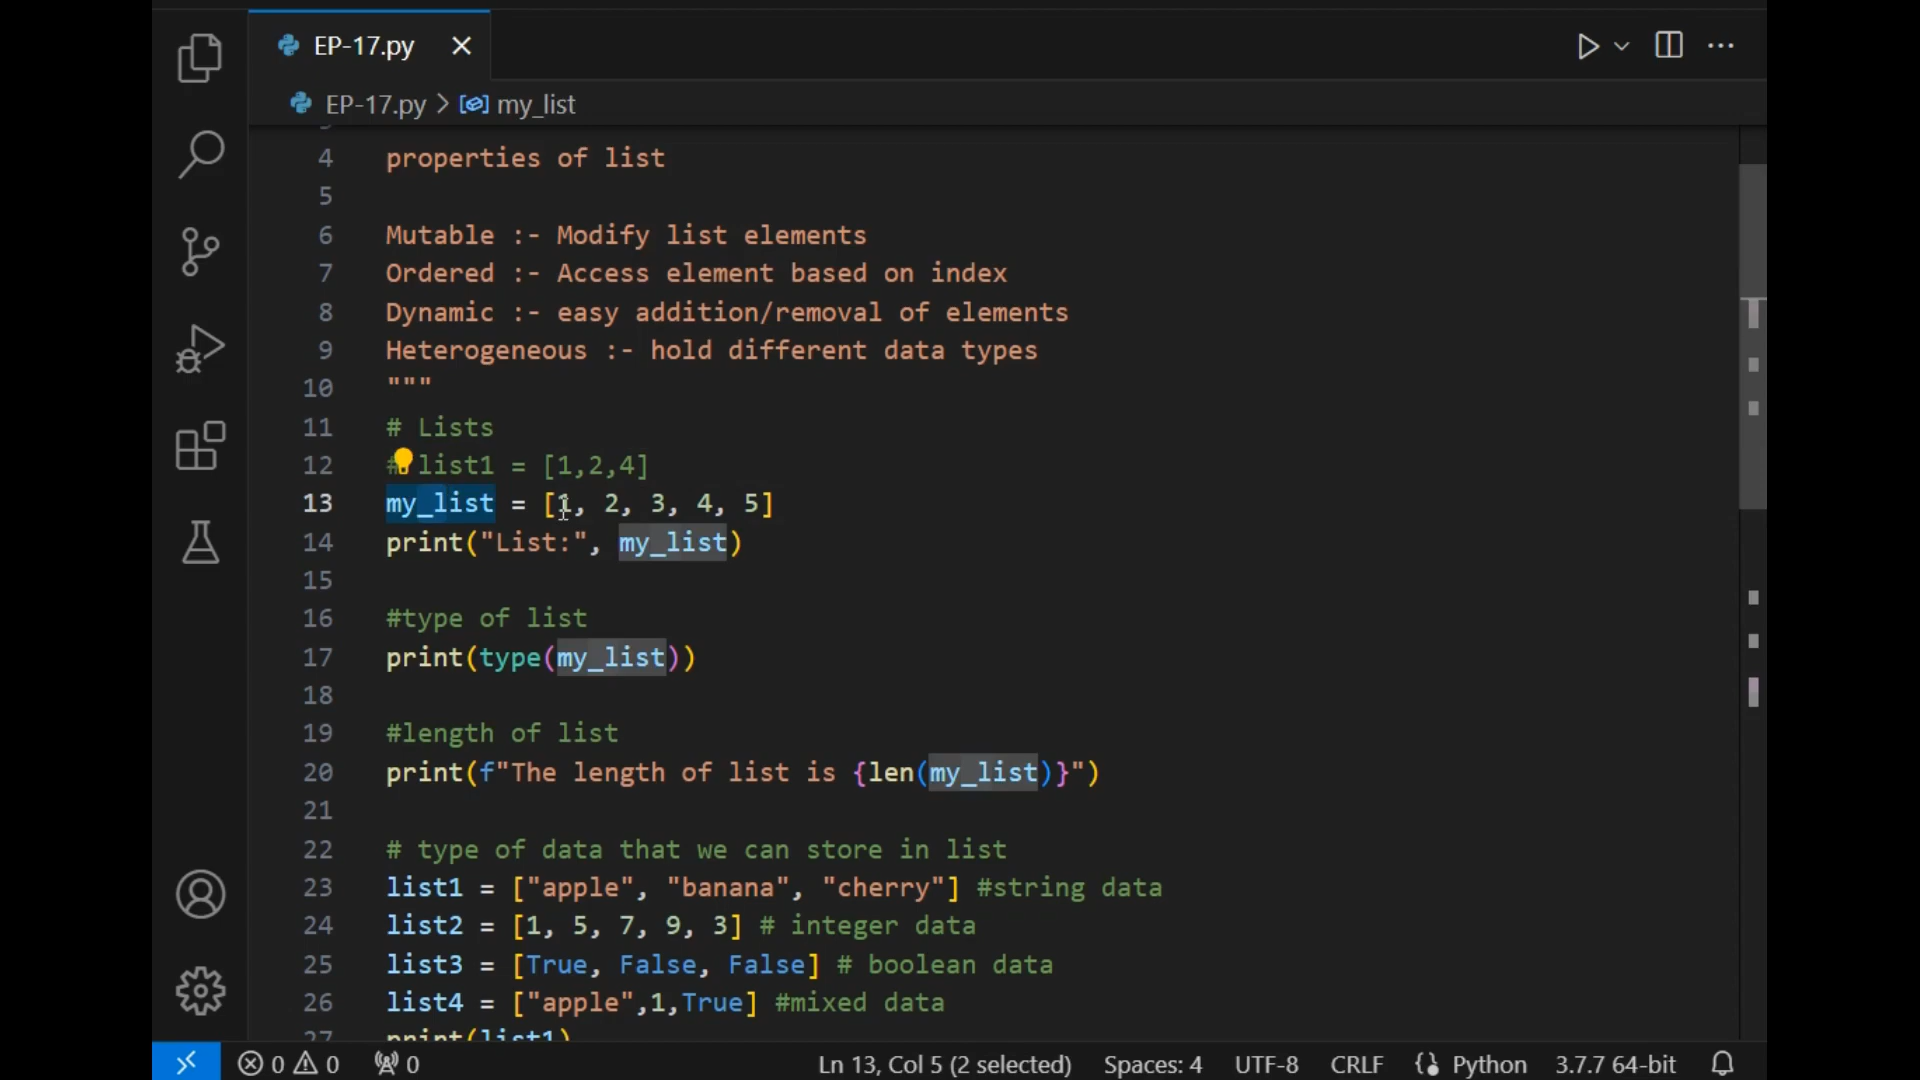 EP-17.py
EP-17.py > my_list
4 properties of list
5
6 Mutable :- Modify list elements
7 Ordered :- Access element based on index
8 Dynamic :- easy addition/removal of elements
9 Heterogeneous :- hold different data types
10 """
11 # Lists
12 # list1 = [1,2,4]
13 my_list = [1, 2, 3, 4, 5]
14 print("List:", my_list)
15
16 #type of list
17 print(type(my_list))
18
19 #length of list
20 print(f"The length of list is {len(my_list)}")
21
22 # type of data that we can store in list
23 list1 = ["apple", "banana", "cherry"] #string data
24 list2 = [1, 5, 7, 9, 3] # integer data
25 list3 = [True, False, False] # boolean data
26 list4 = ["apple",1,True] #mixed data
27 print(list1)
0 0 0 Ln 13, Col 5 (2 selected) Spaces: 4 UTF-8 CRLF Python 3.7.7 64-bit